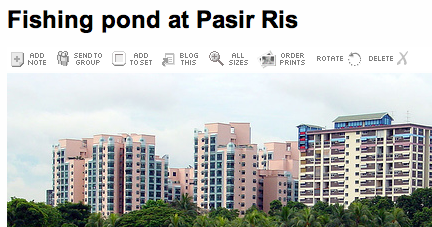 Fishing pond at Pasir Ris
ADD NOTE
SEND TO GROUP
ADD TO SET
BLOG THIS
ALL SIZES
ORDER PRINTS
ROTATE
DELETE